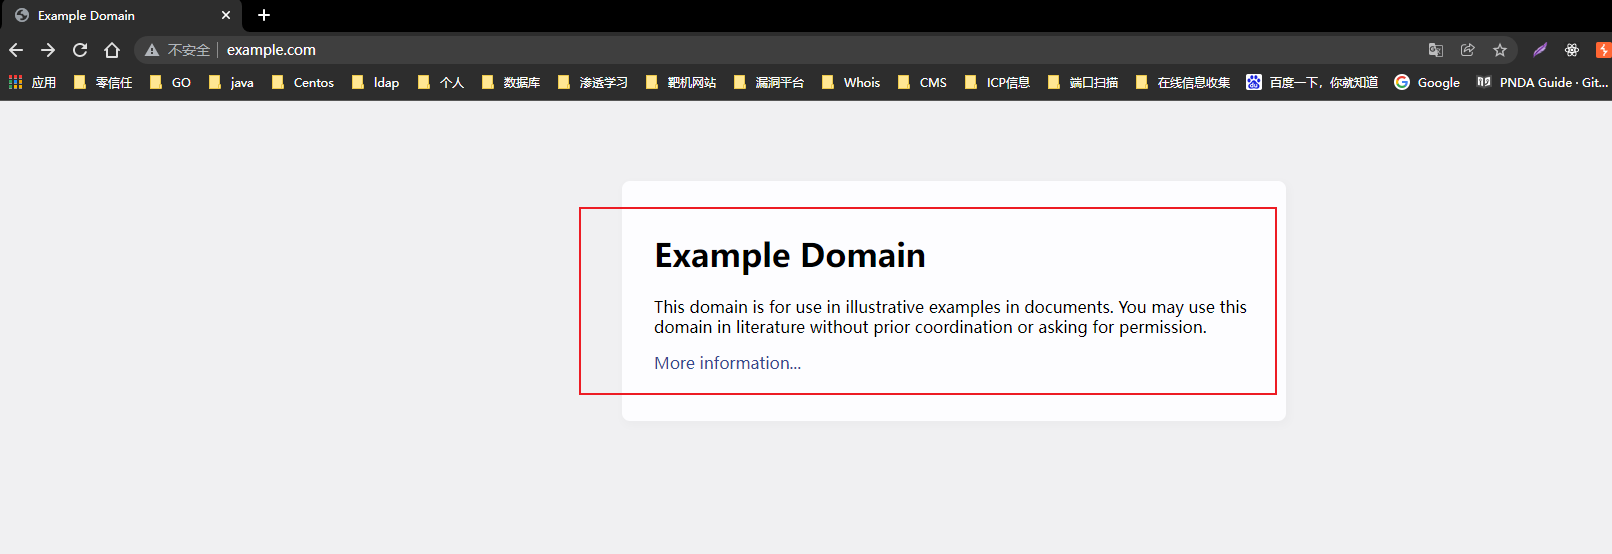 Example Domain
不安全 example.com
应用 零信任 GO java Centos ldap 个人 数据库 渗透学习 靶机网站 漏洞平台 Whois CMS ICP信息 端口扫描 在线信息收集 百度一下，你就知道 Google PNDA Guide · Git...
Example Domain
This domain is for use in illustrative examples in documents. You may use this
domain in literature without prior coordination or asking for permission.
More information...